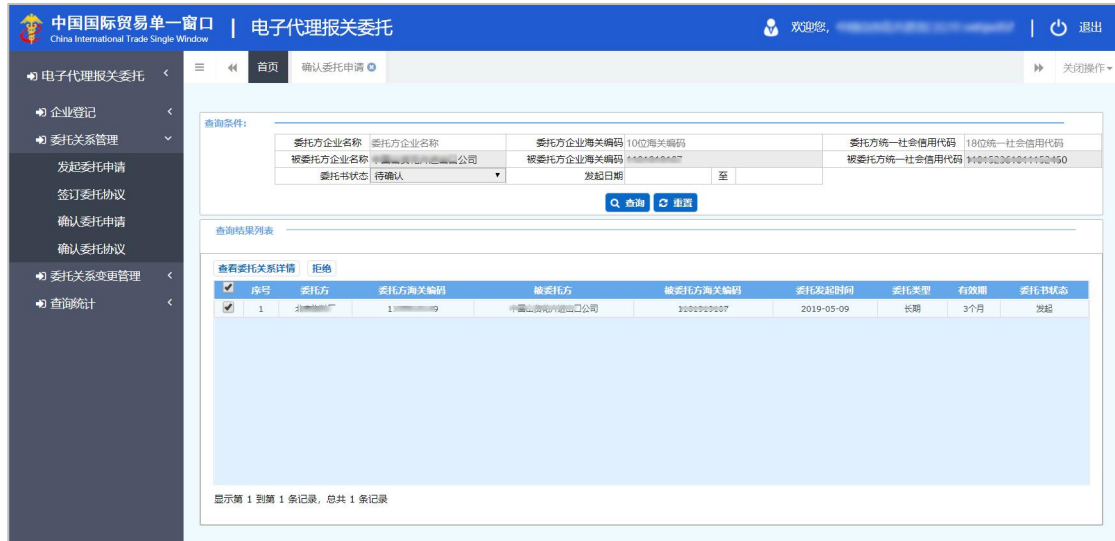 中国国际贸易单一窗口 | 电子代理报关委托
China International Trade Single Window
欢迎您,
退出
电子代理报关委托
首页 确认委托申请 关闭操作
企业登记
委托关系管理
发起委托申请
签订委托协议
确认委托申请
确认委托协议
委托关系变更管理
查询统计
查询条件:
委托方企业名称 委托方企业名称 委托方企业海关编码 10位海关编码 委托方统一社会信用代码 18位统一社会信用代码
被委托方企业名称 公司 被委托方企业海关编码 被委托方统一社会信用代码
委托书状态 待确认 发起日期 至
查询 重置
查询结果列表
查看委托关系详情 拒绝
序号 委托方 委托方海关编码 被委托方 被委托方海关编码 委托发起时间 委托类型 有效期 委托书状态
1 1 9 进出口公司 2019-05-09 长期 3个月 发起
显示第 1 到第 1 条记录, 总共 1 条记录